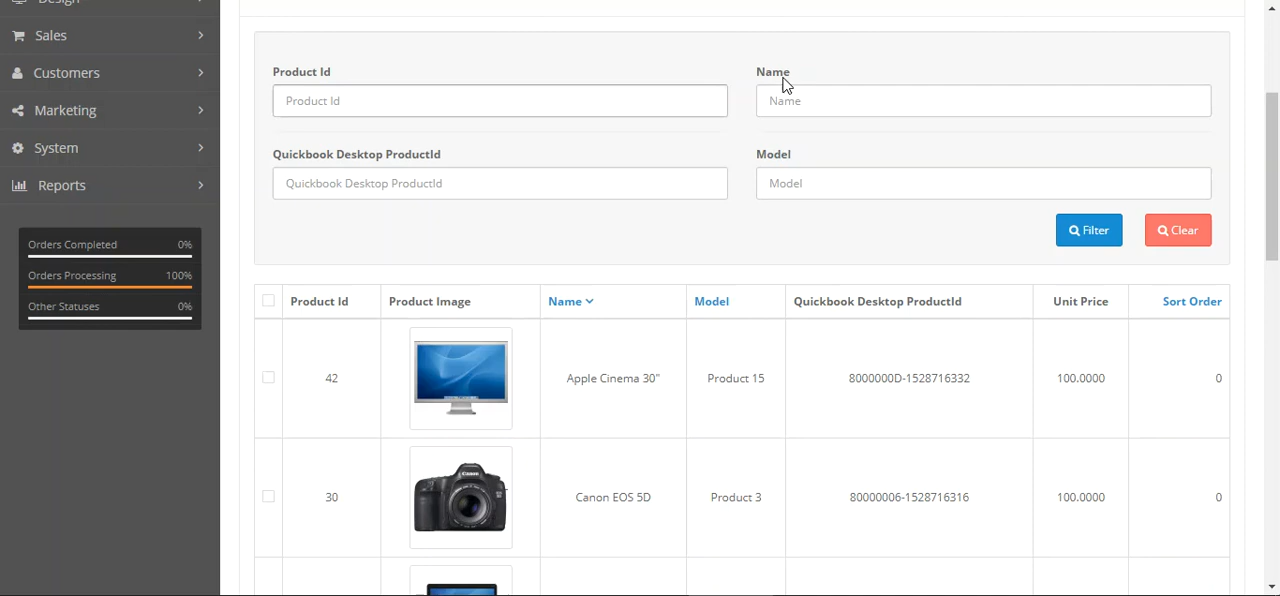 Design
Sales
Customers
Marketing
System
Reports
Orders Completed 0%
Orders Processing 100%
Other Statuses 0%
Product Id Name
Product Id Name
Quickbook Desktop ProductId Model
Quickbook Desktop ProductId Model
Filter Clear
Product Id Product Image Name Model Quickbook Desktop ProductId Unit Price Sort Order
42 Apple Cinema 30" Product 15 8000000D-1528716332 100.0000 0
30 Canon EOS 5D Product 3 80000006-1528716316 100.0000 0